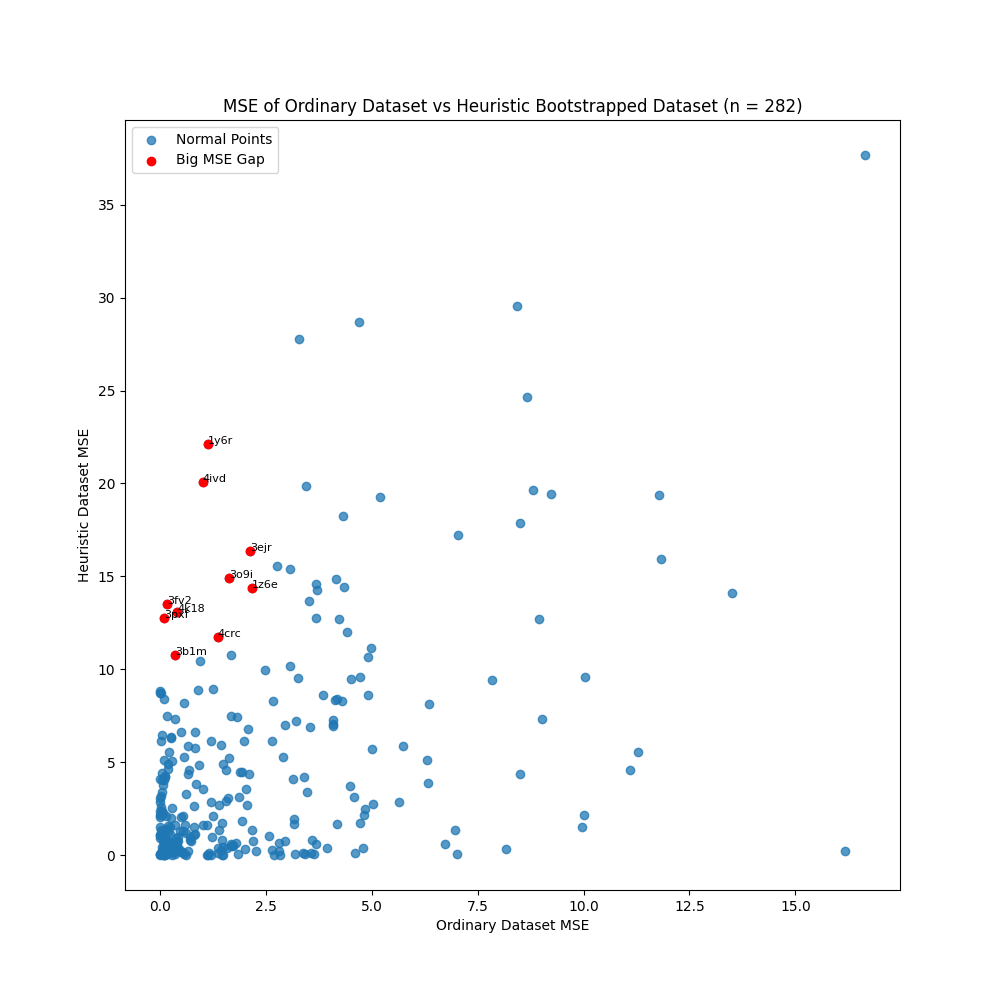 MSE of Ordinary Dataset vs Heuristic Bootstrapped Dataset (n = 282)
Normal Points
Big MSE Gap
Heuristic Dataset MSE
35
30
25
20
15
10
5
0
1y6r
4ivd
3ejr
3o9i
1z6e
3fv2
4k18
3pxf
4crc
3b1m
0.0 2.5 5.0 7.5 10.0 12.5 15.0
Ordinary Dataset MSE